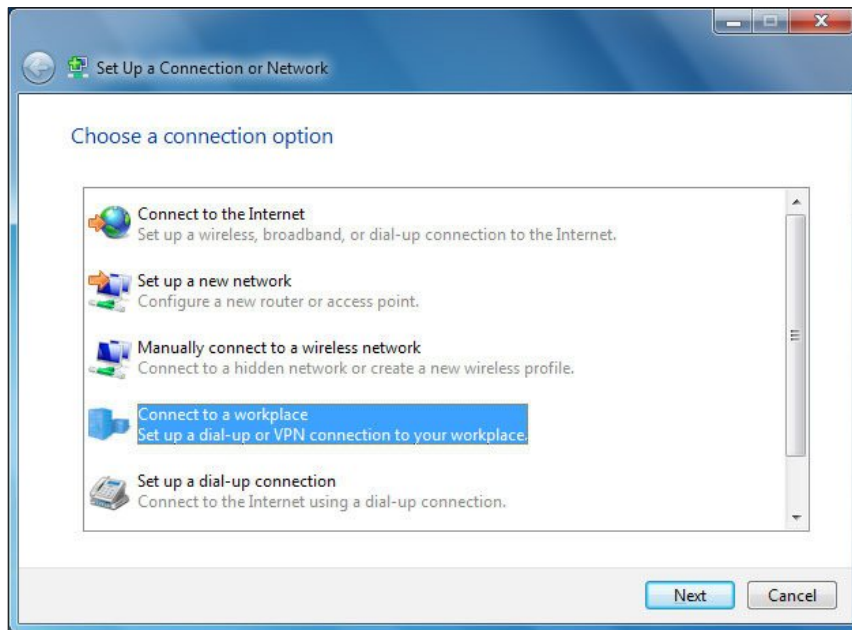 Set Up a Connection or Network
Choose a connection option
Connect to the Internet
Set up a wireless, broadband, or dial-up connection to the Internet.
Set up a new network
Configure a new router or access point.
Manually connect to a wireless network
Connect to a hidden network or create a new wireless profile.
Connect to a workplace
Set up a dial-up or VPN connection to your workplace.
Set up a dial-up connection
Connect to the Internet using a dial-up connection.
Next Cancel